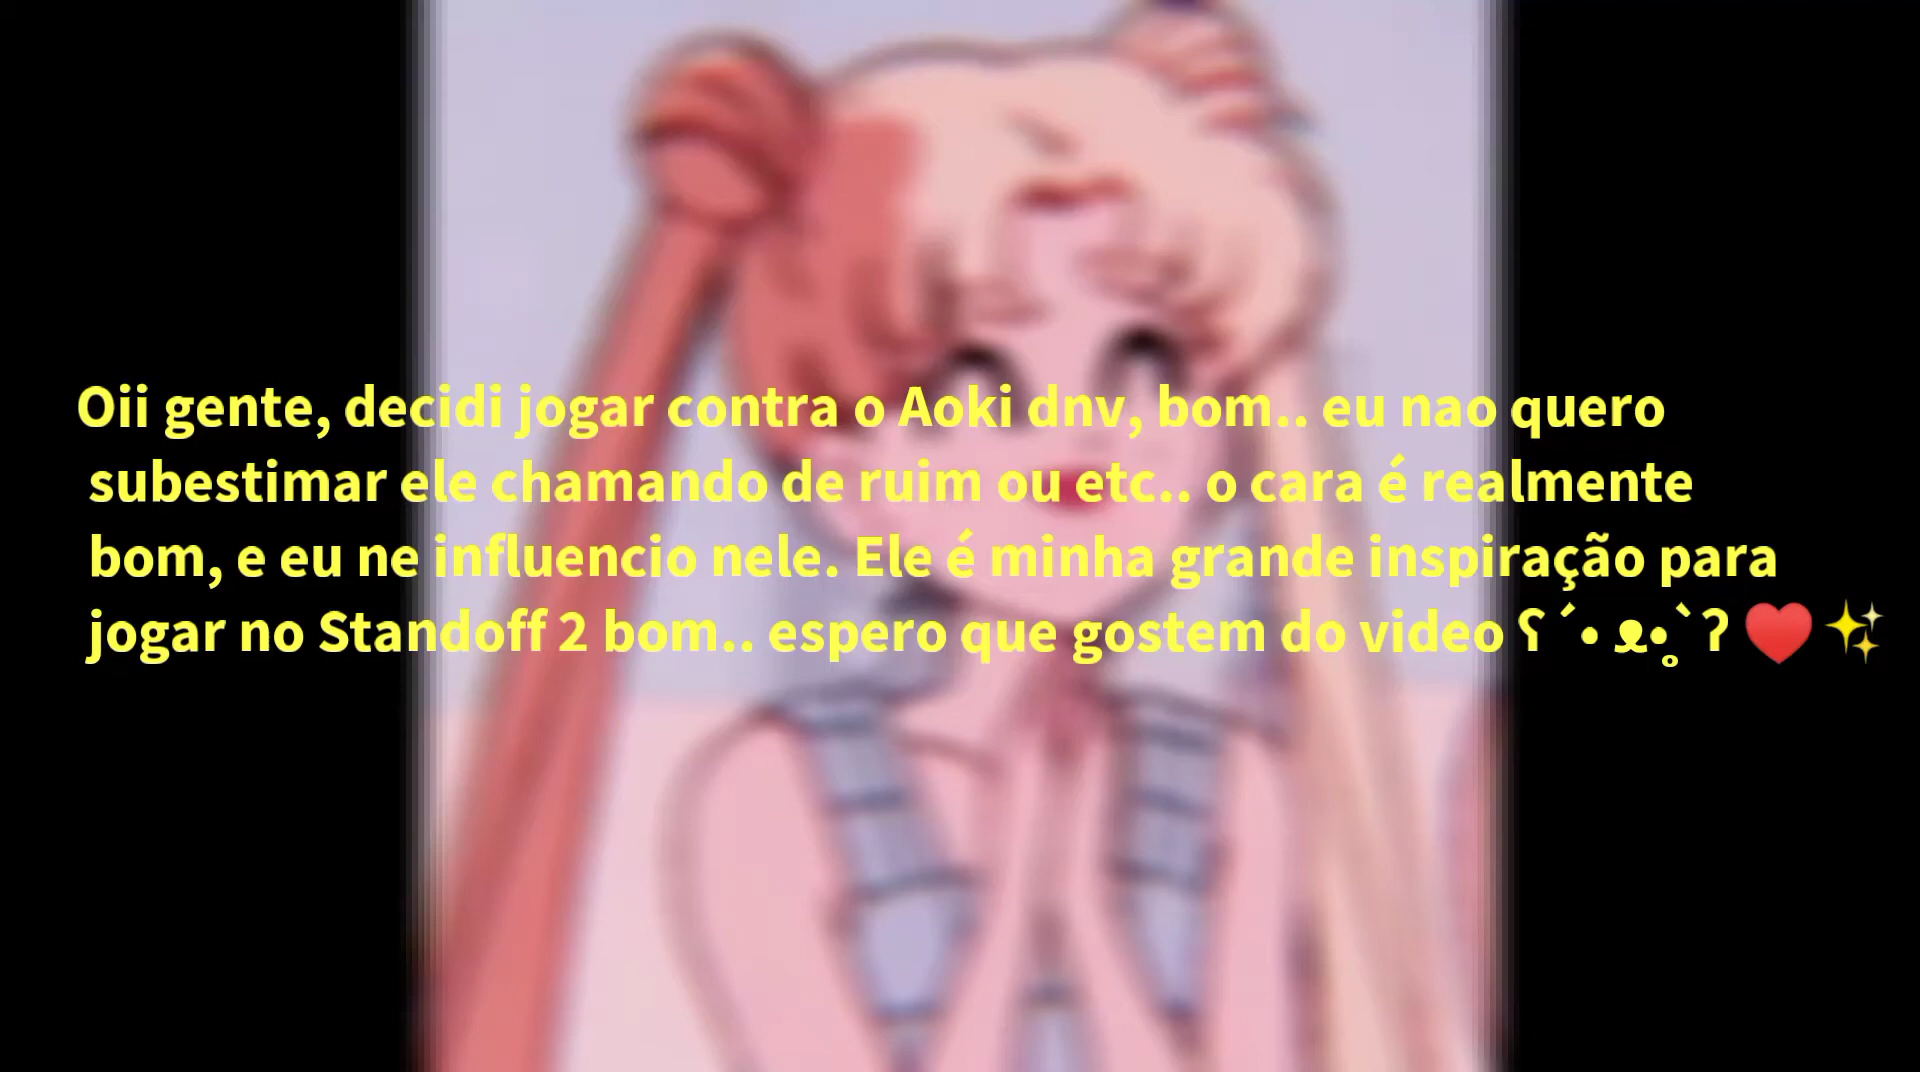 Oii gente, decidi jogar contra o Aoki dnv, bom.. eu nao quero
subestimar ele chamando de ruim ou etc.. o cara é realmente
bom, e eu ne influencio nele. Ele é minha grande inspiração para
jogar no Standoff 2 bom.. espero que gostem do video ʕ´• ᴥ•̥`ʔ ♥️✨